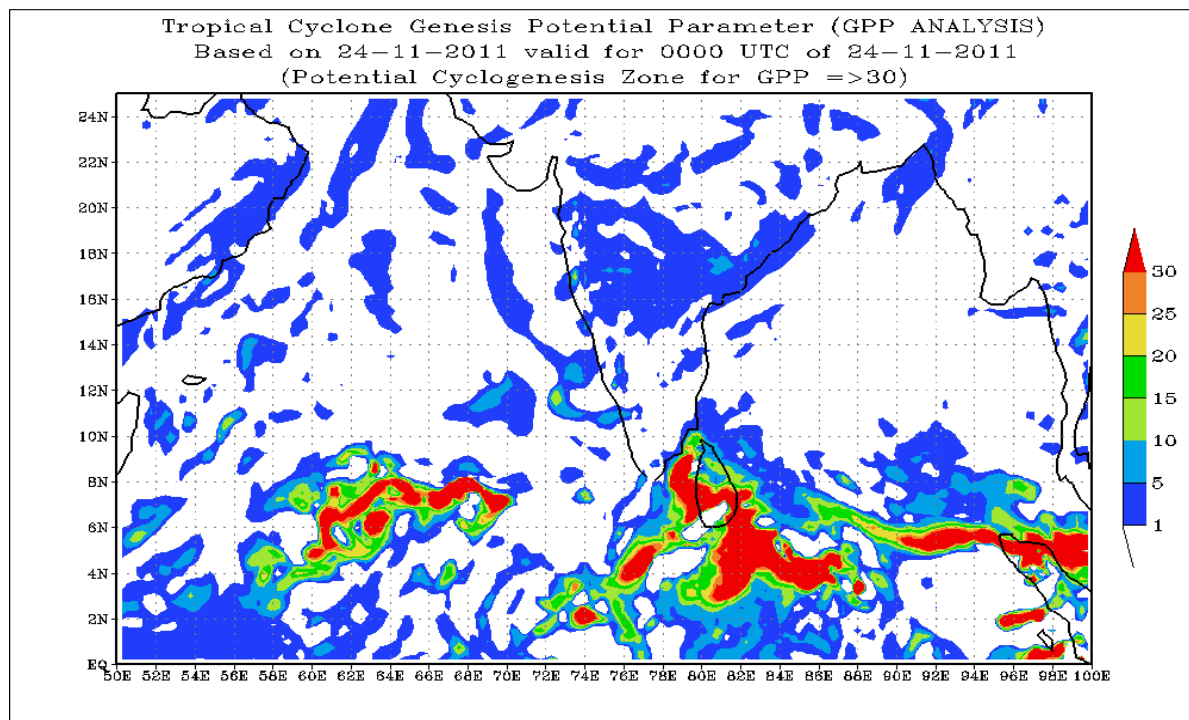 Tropical Cyclone Genesis Potential Parameter (GPP ANALYSIS)
Based on 24-11-2011 valid for 0000 UTC of 24-11-2011
(Potential Cyclogenesis Zone for GPP =>30)
24N
22N
20N
18N
16N
14N
12N
10N
8N
6N
4N
2N
EQ
50E 52E 54E 56E 58E 60E 62E 64E 66E 68E 70E 72E 74E 76E 78E 80E 82E 84E 86E 88E 90E 92E 94E 96E 98E 100E
30
25
20
15
10
5
1